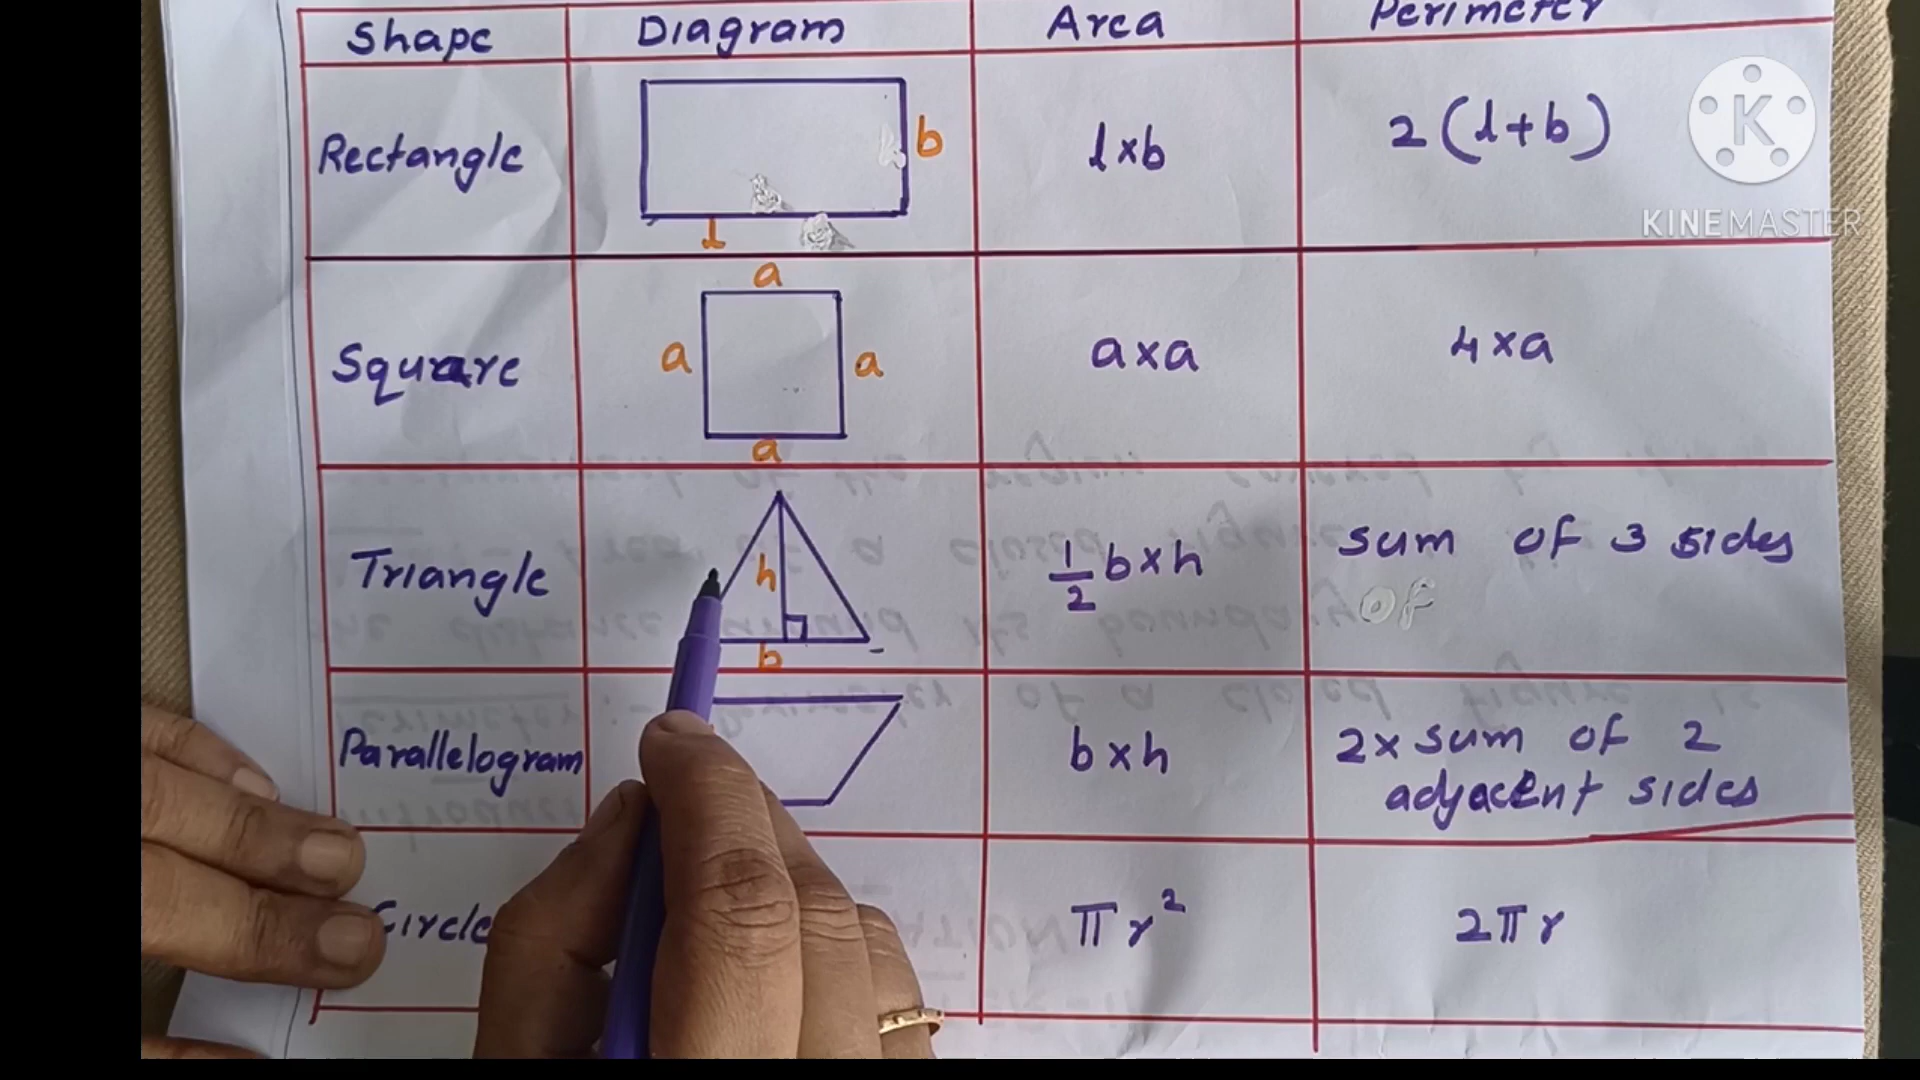 Shape Diagram Area Perimeter
Rectangle b l l×b 2(l+b)
Square a a a a a×a 4×a
Triangle h b 1/2 b×h sum of 3 sides
of
Parallelogram b×h 2× sum of 2
adjacent sides
Circle πr² 2πr
K
KINEMASTER